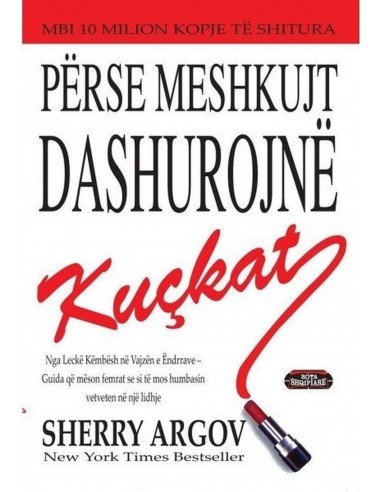 MBI 10 MILION KOPJE TË SHITURA
PËRSE MESHKUJT
DASHUROJNË
Kuçkat
Nga Leckë Këmbësh në Vajzën e Ëndrrave –
Guida që mëson femrat se si të mos humbasin
vetveten në një lidhje
BOTA
SHQIPTARE
SHERRY ARGOV
New York Times Bestseller